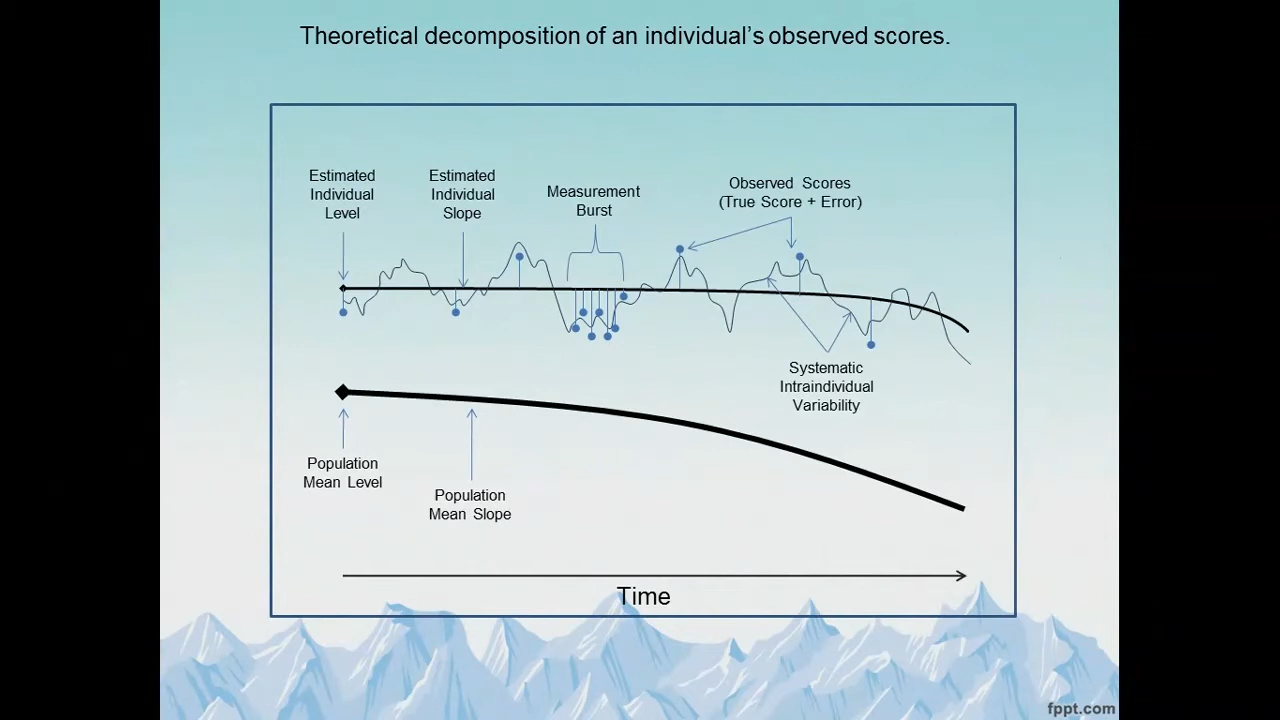 Theoretical decomposition of an individual's observed scores.
Estimated
Individual
Level
Estimated
Individual
Slope
Measurement
Burst
Observed Scores
(True Score + Error)
Systematic
Intraindividual
Variability
Population
Mean Level
Population
Mean Slope
Time
fppt.com